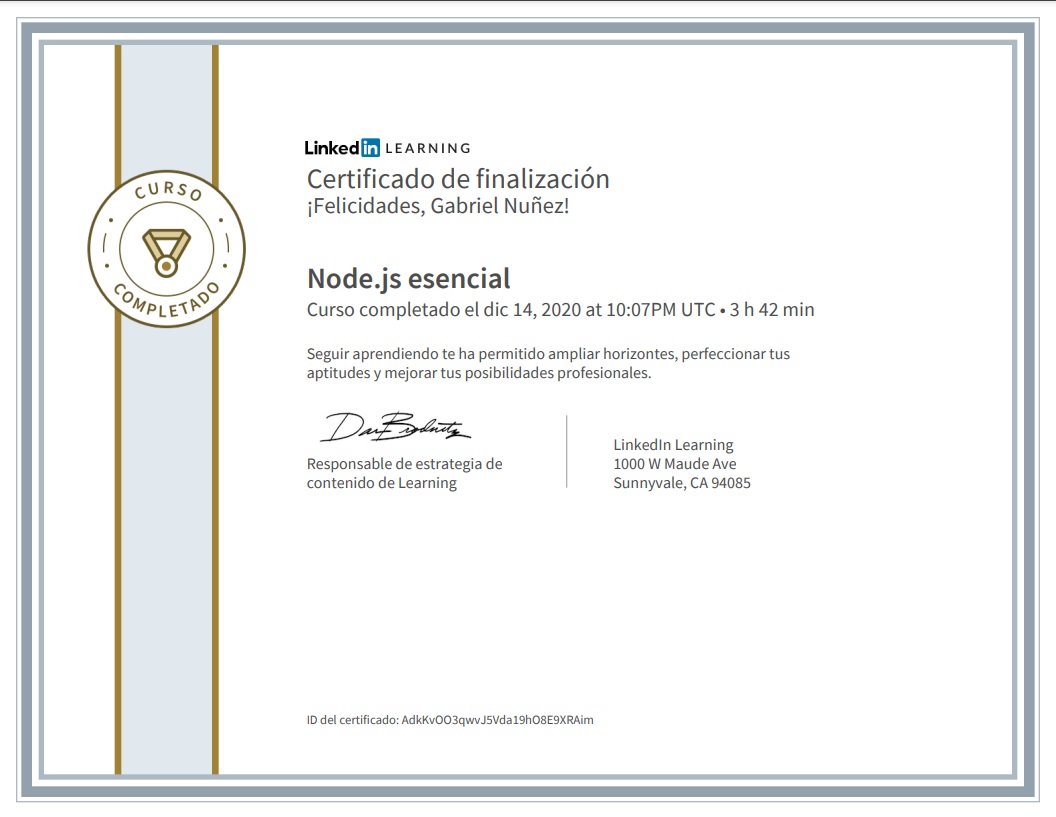 CURSO
COMPLETADO
Linkedin LEARNING
Certificado de finalización
¡Felicidades, Gabriel Nuñez!
Node.js esencial
Curso completado el dic 14, 2020 at 10:07PM UTC • 3 h 42 min
Seguir aprendiendo te ha permitido ampliar horizontes, perfeccionar tus
aptitudes y mejorar tus posibilidades profesionales.
Responsable de estrategia de
contenido de Learning
LinkedIn Learning
1000 W Maude Ave
Sunnyvale, CA 94085
ID del certificado: AdkKvOO3qwvJ5Vda19hO8E9XRAim